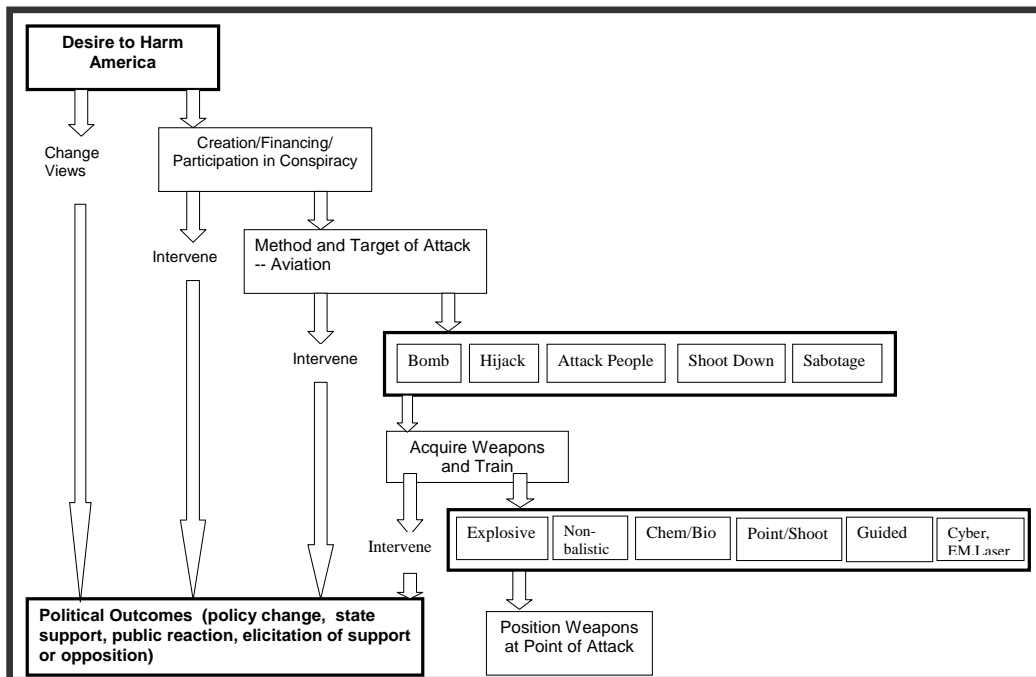 Desire to Harm
America
Change
Views
Creation/Financing/
Participation in Conspiracy
Intervene
Method and Target of Attack
-- Aviation
Intervene
Bomb
Hijack
Attack People
Shoot Down
Sabotage
Acquire Weapons
and Train
Intervene
Explosive
Non-
balistic
Chem/Bio
Point/Shoot
Guided
Cyber,
EM,Laser
Political Outcomes (policy change, state
support, public reaction, elicitation of support
or opposition)
Position Weapons
at Point of Attack